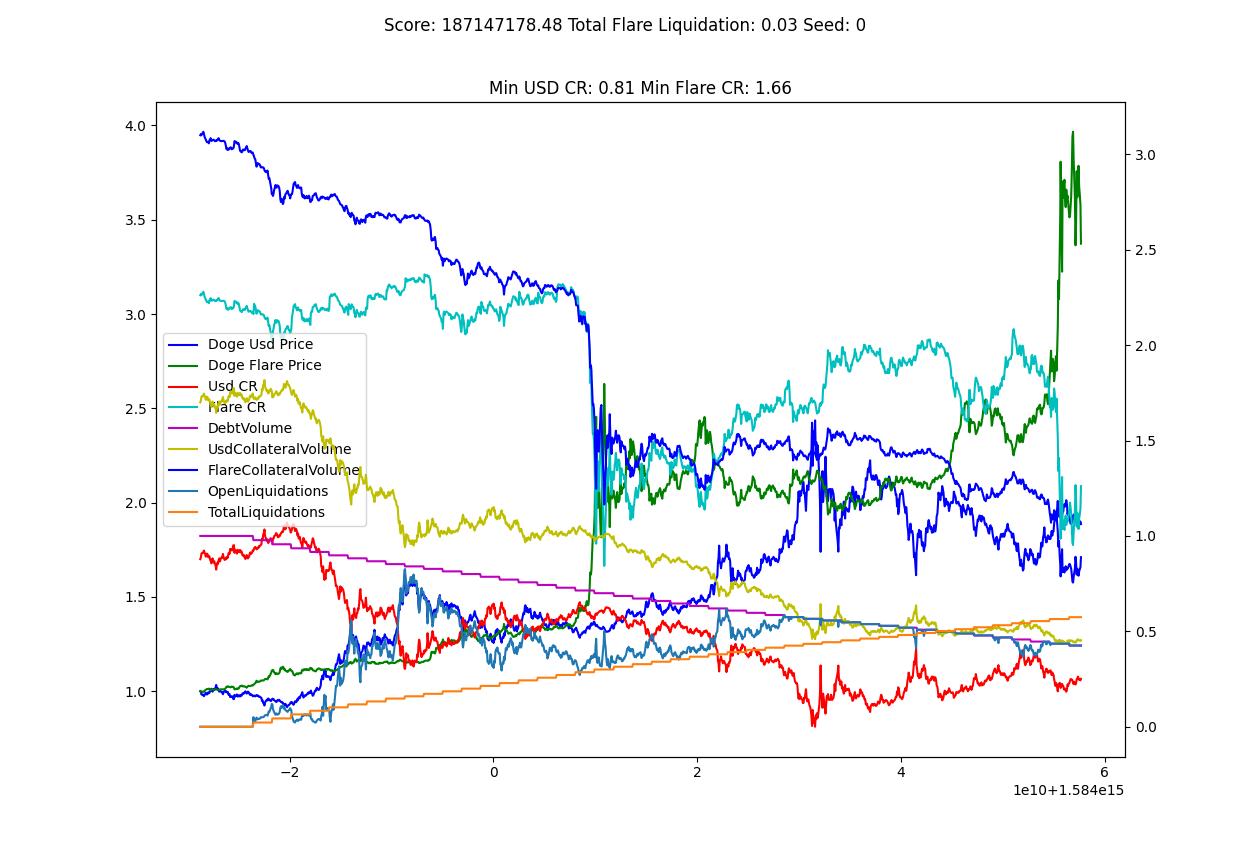 Score: 187147178.48 Total Flare Liquidation: 0.03 Seed: 0
Min USD CR: 0.81 Min Flare CR: 1.66
4.0
3.5
3.0
2.5
2.0
1.5
1.0
3.0
2.5
2.0
1.5
1.0
0.5
0.0
Doge Usd Price
Doge Flare Price
Usd CR
Flare CR
DebtVolume
UsdCollateralVolume
FlareCollateralVolume
OpenLiquidations
TotalLiquidations
−2 0 2 4 6
1e10+1.584e15